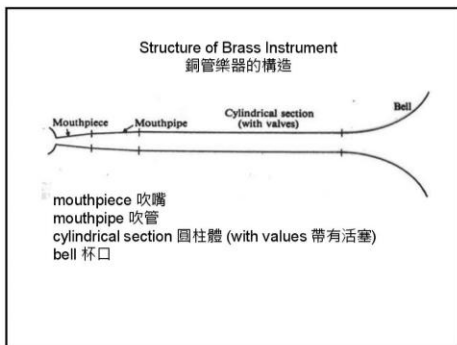 Structure of Brass Instrument
銅管樂器的構造
Mouthpiece
Mouthpipe
Cylindrical section
(with valves)
Bell
mouthpiece 吹嘴
mouthpipe 吹管
cylindrical section 圓柱體 (with values 帶有活塞)
bell 杯口